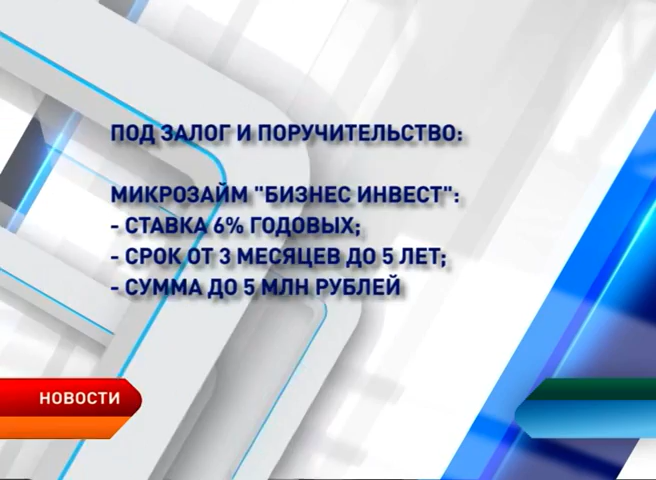 ПОД ЗАЛОГ И ПОРУЧИТЕЛЬСТВО:
МИКРОЗАЙМ "БИЗНЕС ИНВЕСТ":
- СТАВКА 6% ГОДОВЫХ;
- СРОК ОТ 3 МЕСЯЦЕВ ДО 5 ЛЕТ;
- СУММА ДО 5 МЛН РУБЛЕЙ
НОВОСТИ